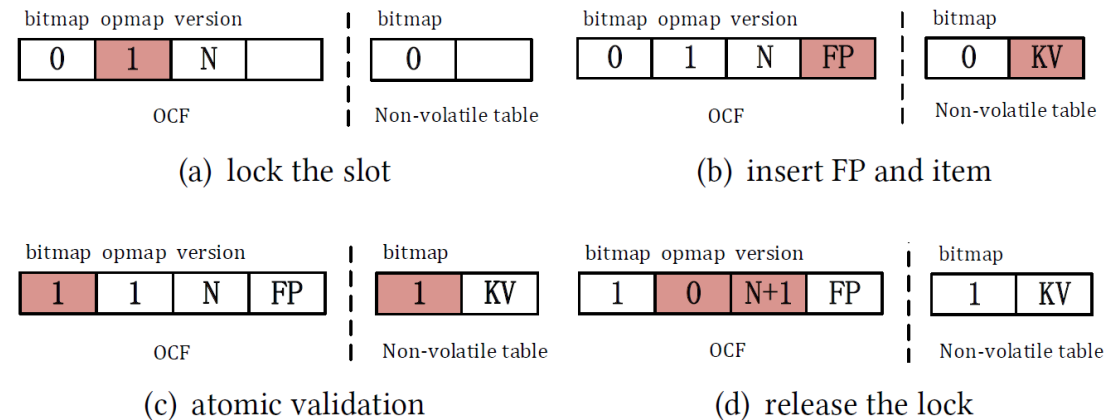 bitmap opmap version bitmap
0 1 N 0
OCF Non-volatile table
(a) lock the slot
bitmap opmap version bitmap
0 1 N FP 0 KV
OCF Non-volatile table
(b) insert FP and item
bitmap opmap version bitmap
1 1 N FP 1 KV
OCF Non-volatile table
(c) atomic validation
bitmap opmap version bitmap
1 0 N+1 FP 1 KV
OCF Non-volatile table
(d) release the lock